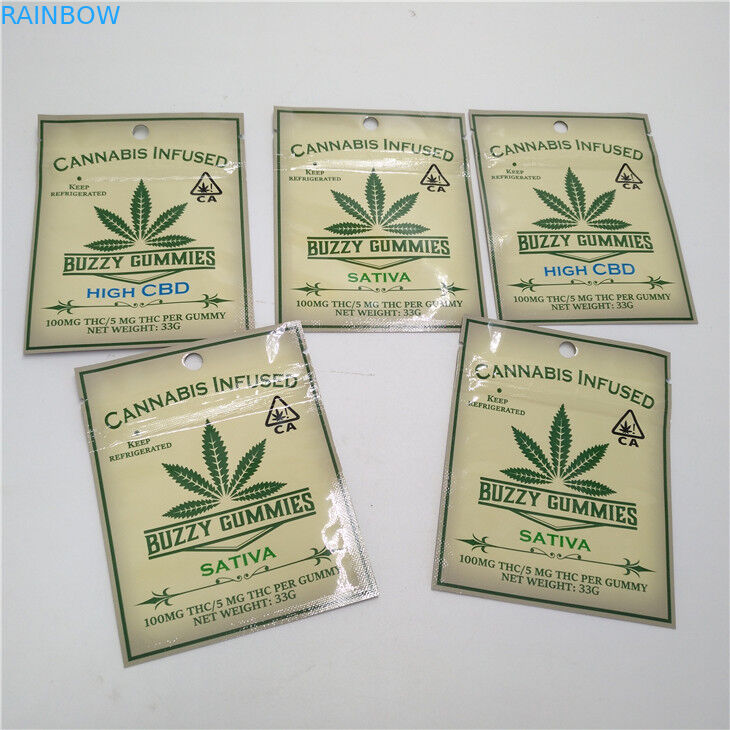 RAINBOW
CANNABIS INFUSED
KEEP
REFRIGERATED
CA
BUZZY GUMMIES
HIGH CBD
100MG THC/5 MG THC PER GUMMY
NET WEIGHT: 33G
CANNABIS INFUSED
KEEP
REFRIGERATED
CA
BUZZY GUMMIES
SATIVA
100MG THC/5 MG THC PER GUMMY
NET WEIGHT: 33G
CANNABIS INFUSED
KEEP
REFRIGERATED
CA
BUZZY GUMMIES
HIGH CBD
100MG THC/5 MG THC PER GUMMY
NET WEIGHT: 33G
CANNABIS INFUSED
KEEP
REFRIGERATED
CA
BUZZY GUMMIES
SATIVA
100MG THC/5 MG THC PER GUMMY
NET WEIGHT: 33G
CANNABIS INFUSED
KEEP
REFRIGERATED
CA
BUZZY GUMMIES
SATIVA
100MG THC/5 MG THC PER GUMMY
NET WEIGHT: 33G